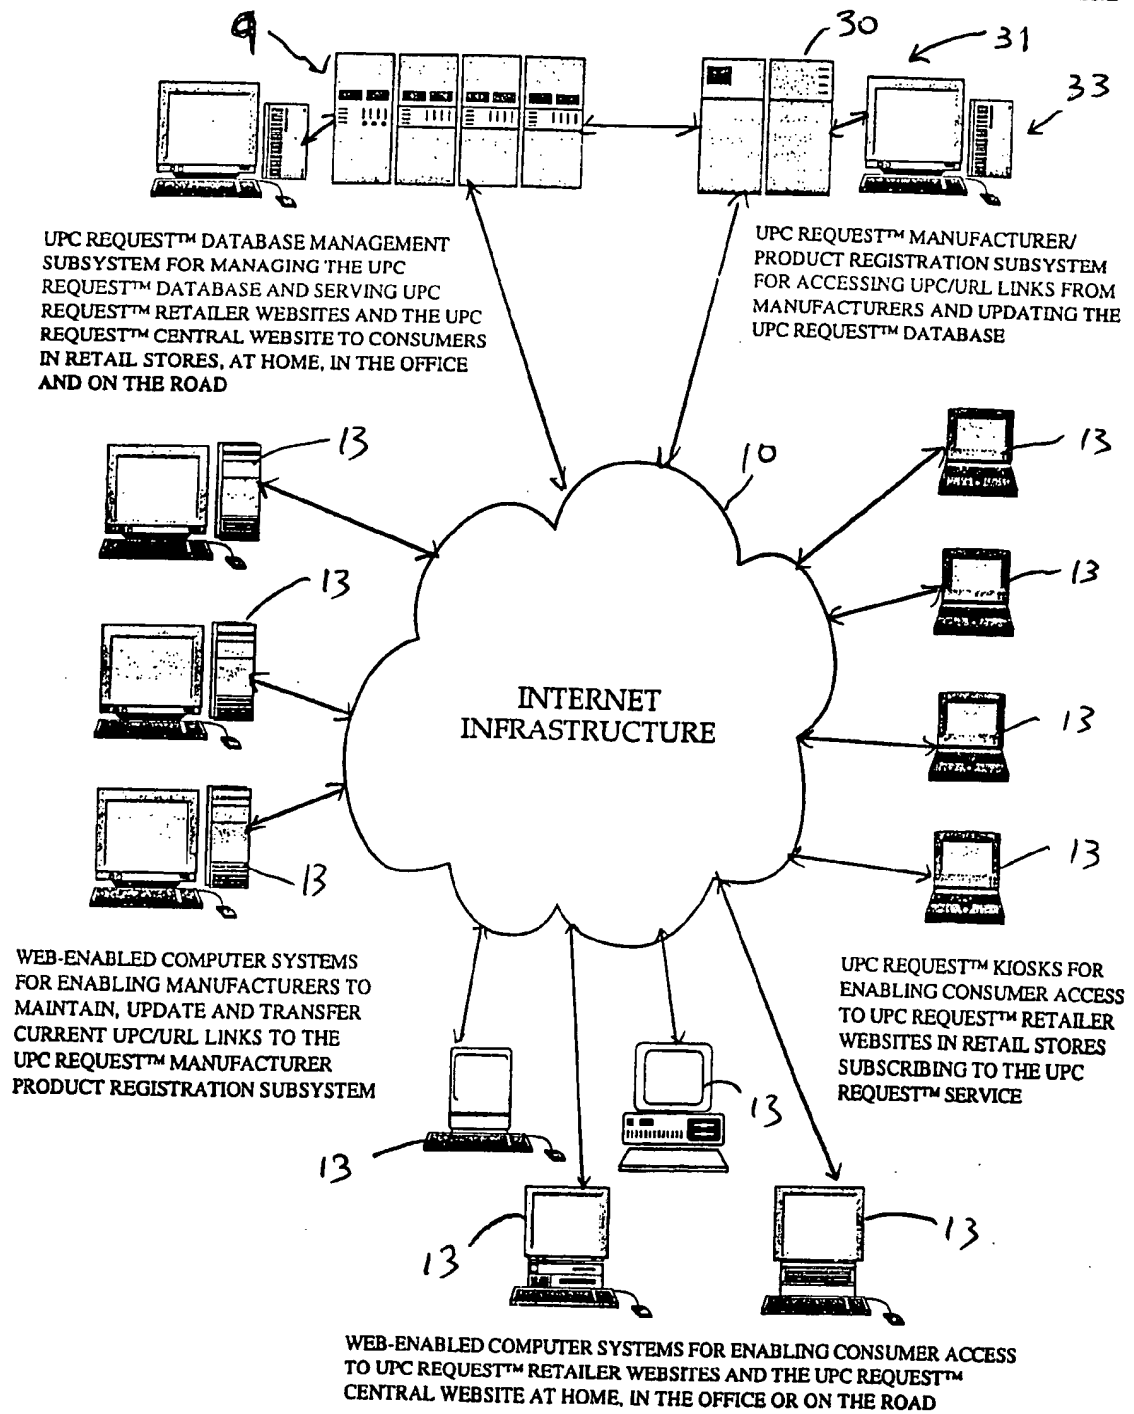 9
30
31
33
UPC REQUEST™ DATABASE MANAGEMENT
SUBSYSTEM FOR MANAGING THE UPC
REQUEST™ DATABASE AND SERVING UPC
REQUEST™ RETAILER WEBSITES AND THE UPC
REQUEST™ CENTRAL WEBSITE TO CONSUMERS
IN RETAIL STORES, AT HOME, IN THE OFFICE
AND ON THE ROAD
UPC REQUEST™ MANUFACTURER/
PRODUCT REGISTRATION SUBSYSTEM
FOR ACCESSING UPC/URL LINKS FROM
MANUFACTURERS AND UPDATING THE
UPC REQUEST™ DATABASE
13
10
13
13
13
INTERNET
INFRASTRUCTURE
13
13
13
WEB-ENABLED COMPUTER SYSTEMS
FOR ENABLING MANUFACTURERS TO
MAINTAIN, UPDATE AND TRANSFER
CURRENT UPC/URL LINKS TO THE
UPC REQUEST™ MANUFACTURER
PRODUCT REGISTRATION SUBSYSTEM
UPC REQUEST™ KIOSKS FOR
ENABLING CONSUMER ACCESS
TO UPC REQUEST™ RETAILER
WEBSITES IN RETAIL STORES
SUBSCRIBING TO THE UPC
REQUEST™ SERVICE
13
13
13
13
WEB-ENABLED COMPUTER SYSTEMS FOR ENABLING CONSUMER ACCESS
TO UPC REQUEST™ RETAILER WEBSITES AND THE UPC REQUEST™
CENTRAL WEBSITE AT HOME, IN THE OFFICE OR ON THE ROAD